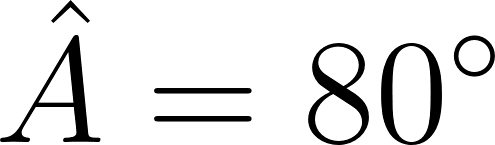 Â = 80°